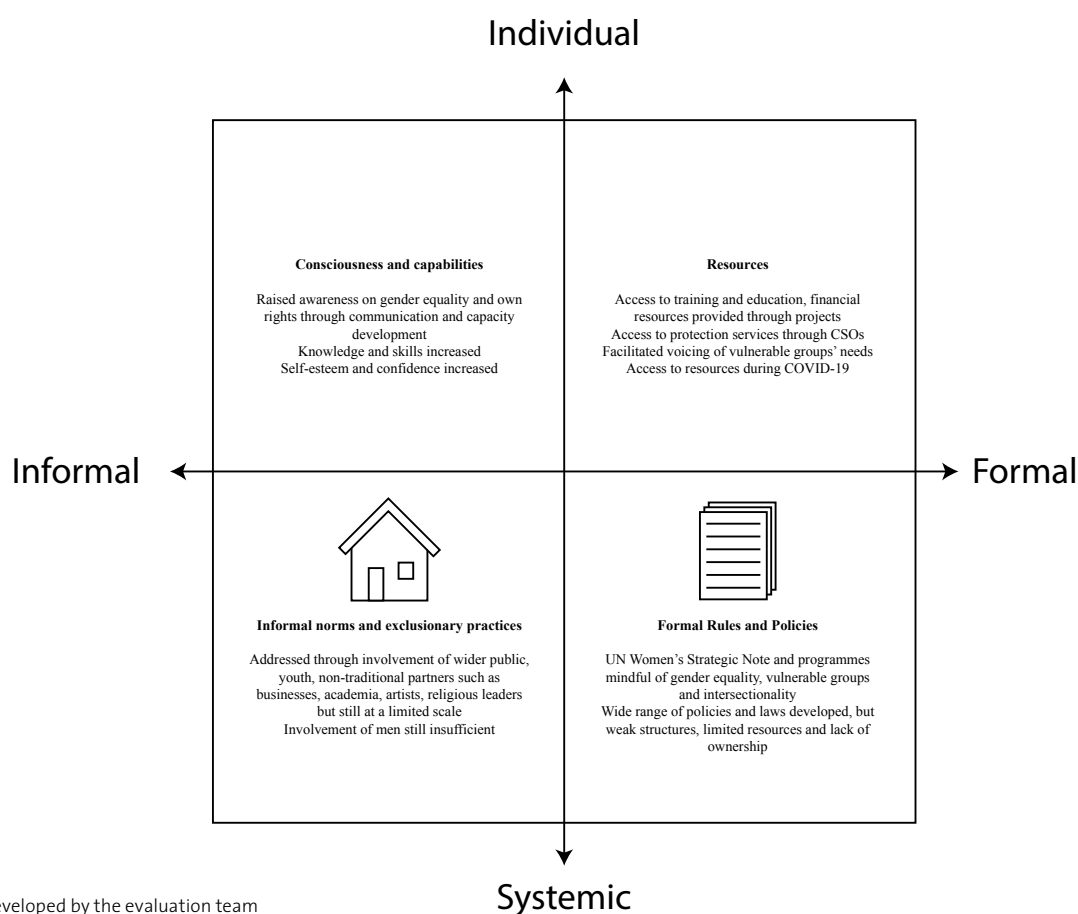 Individual
Consciousness and capabilities
Raised awareness on gender equality and own
rights through communication and capacity
development
Knowledge and skills increased
Self-esteem and confidence increased
Resources
Access to training and education, financial
resources provided through projects
Access to protection services through CSOs
Facilitated voicing of vulnerable groups’ needs
Access to resources during COVID-19
Informal
Formal
Informal norms and exclusionary practices
Addressed through involvement of wider public,
youth, non-traditional partners such as
businesses, academia, artists, religious leaders
but still at a limited scale
Involvement of men still insufficient
Formal Rules and Policies
UN Women’s Strategic Note and programmes
mindful of gender equality, vulnerable groups
and intersectionality
Wide range of policies and laws developed, but
weak structures, limited resources and lack of
ownership
Systemic
by the evaluation team